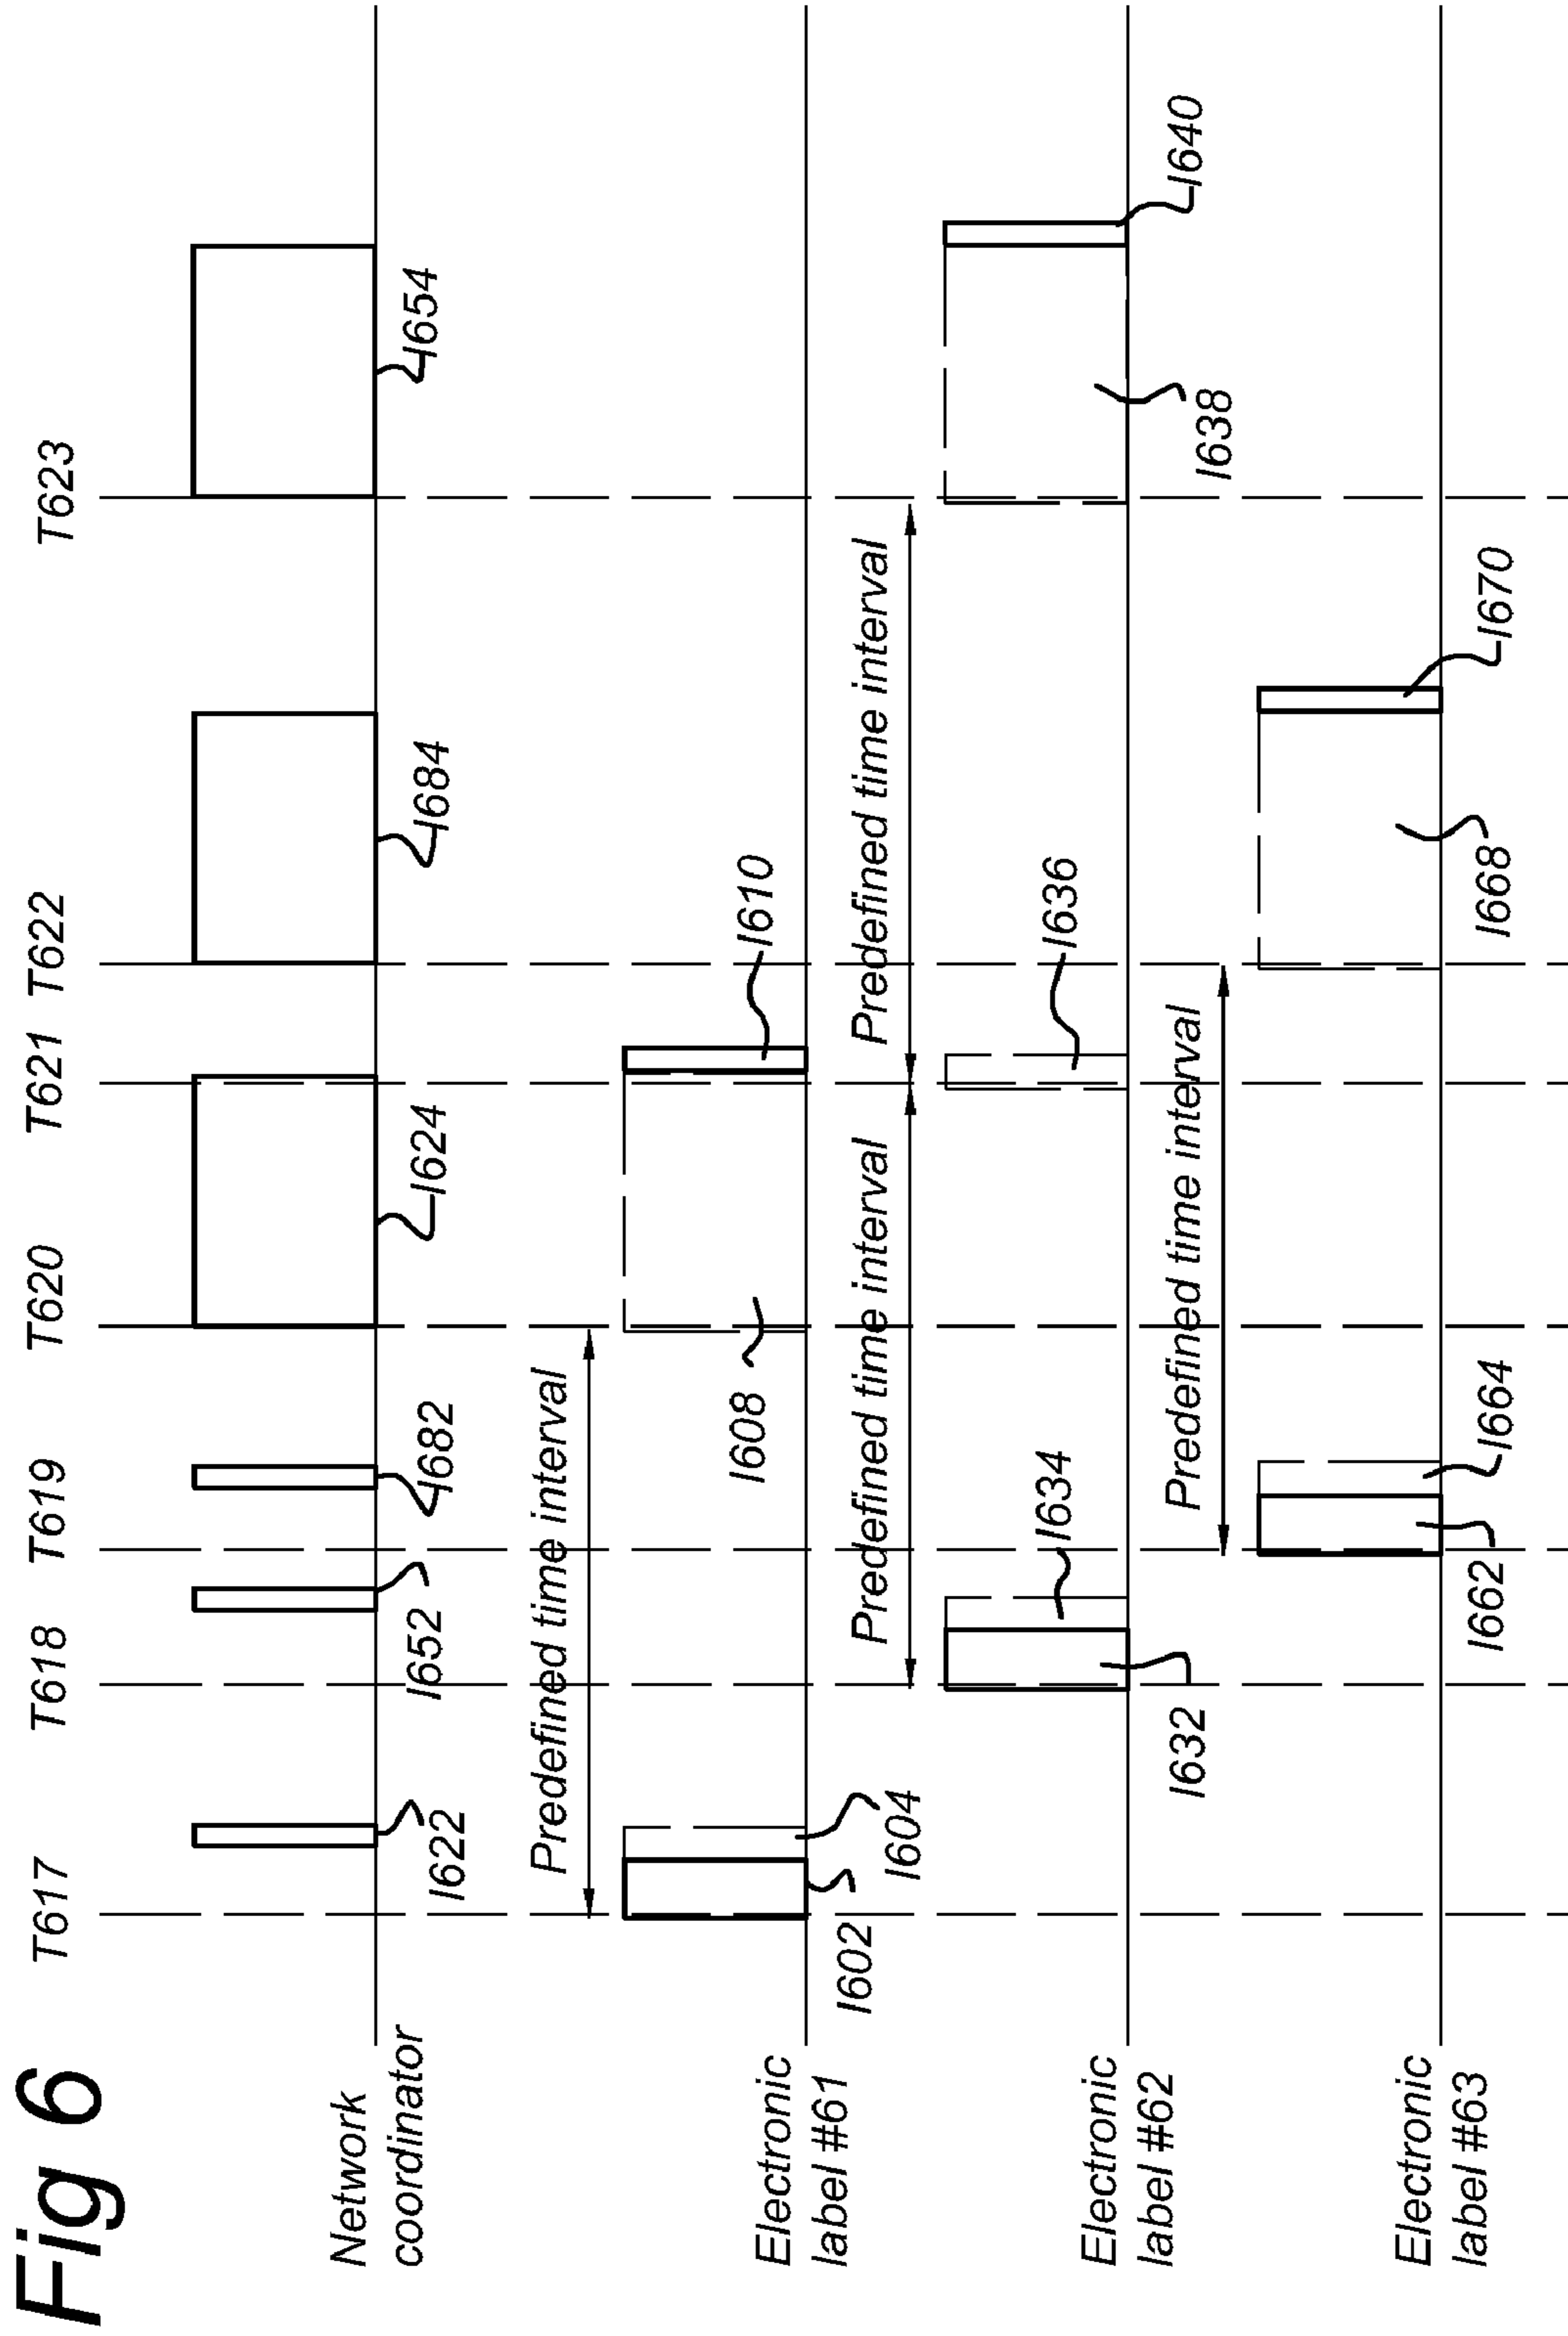 Fig 6
T617
T618
T619
T620
T621
T622
T623
Network
coordinator
I622
I652
I682
I624
I684
I654
Predefined time interval
Electronic
label #61
I602
I604
I608
I610
Predefined time interval
Predefined time interval
Electronic
label #62
I632
I634
I636
I638
I640
Predefined time interval
Electronic
label #63
I662
I664
I668
I670